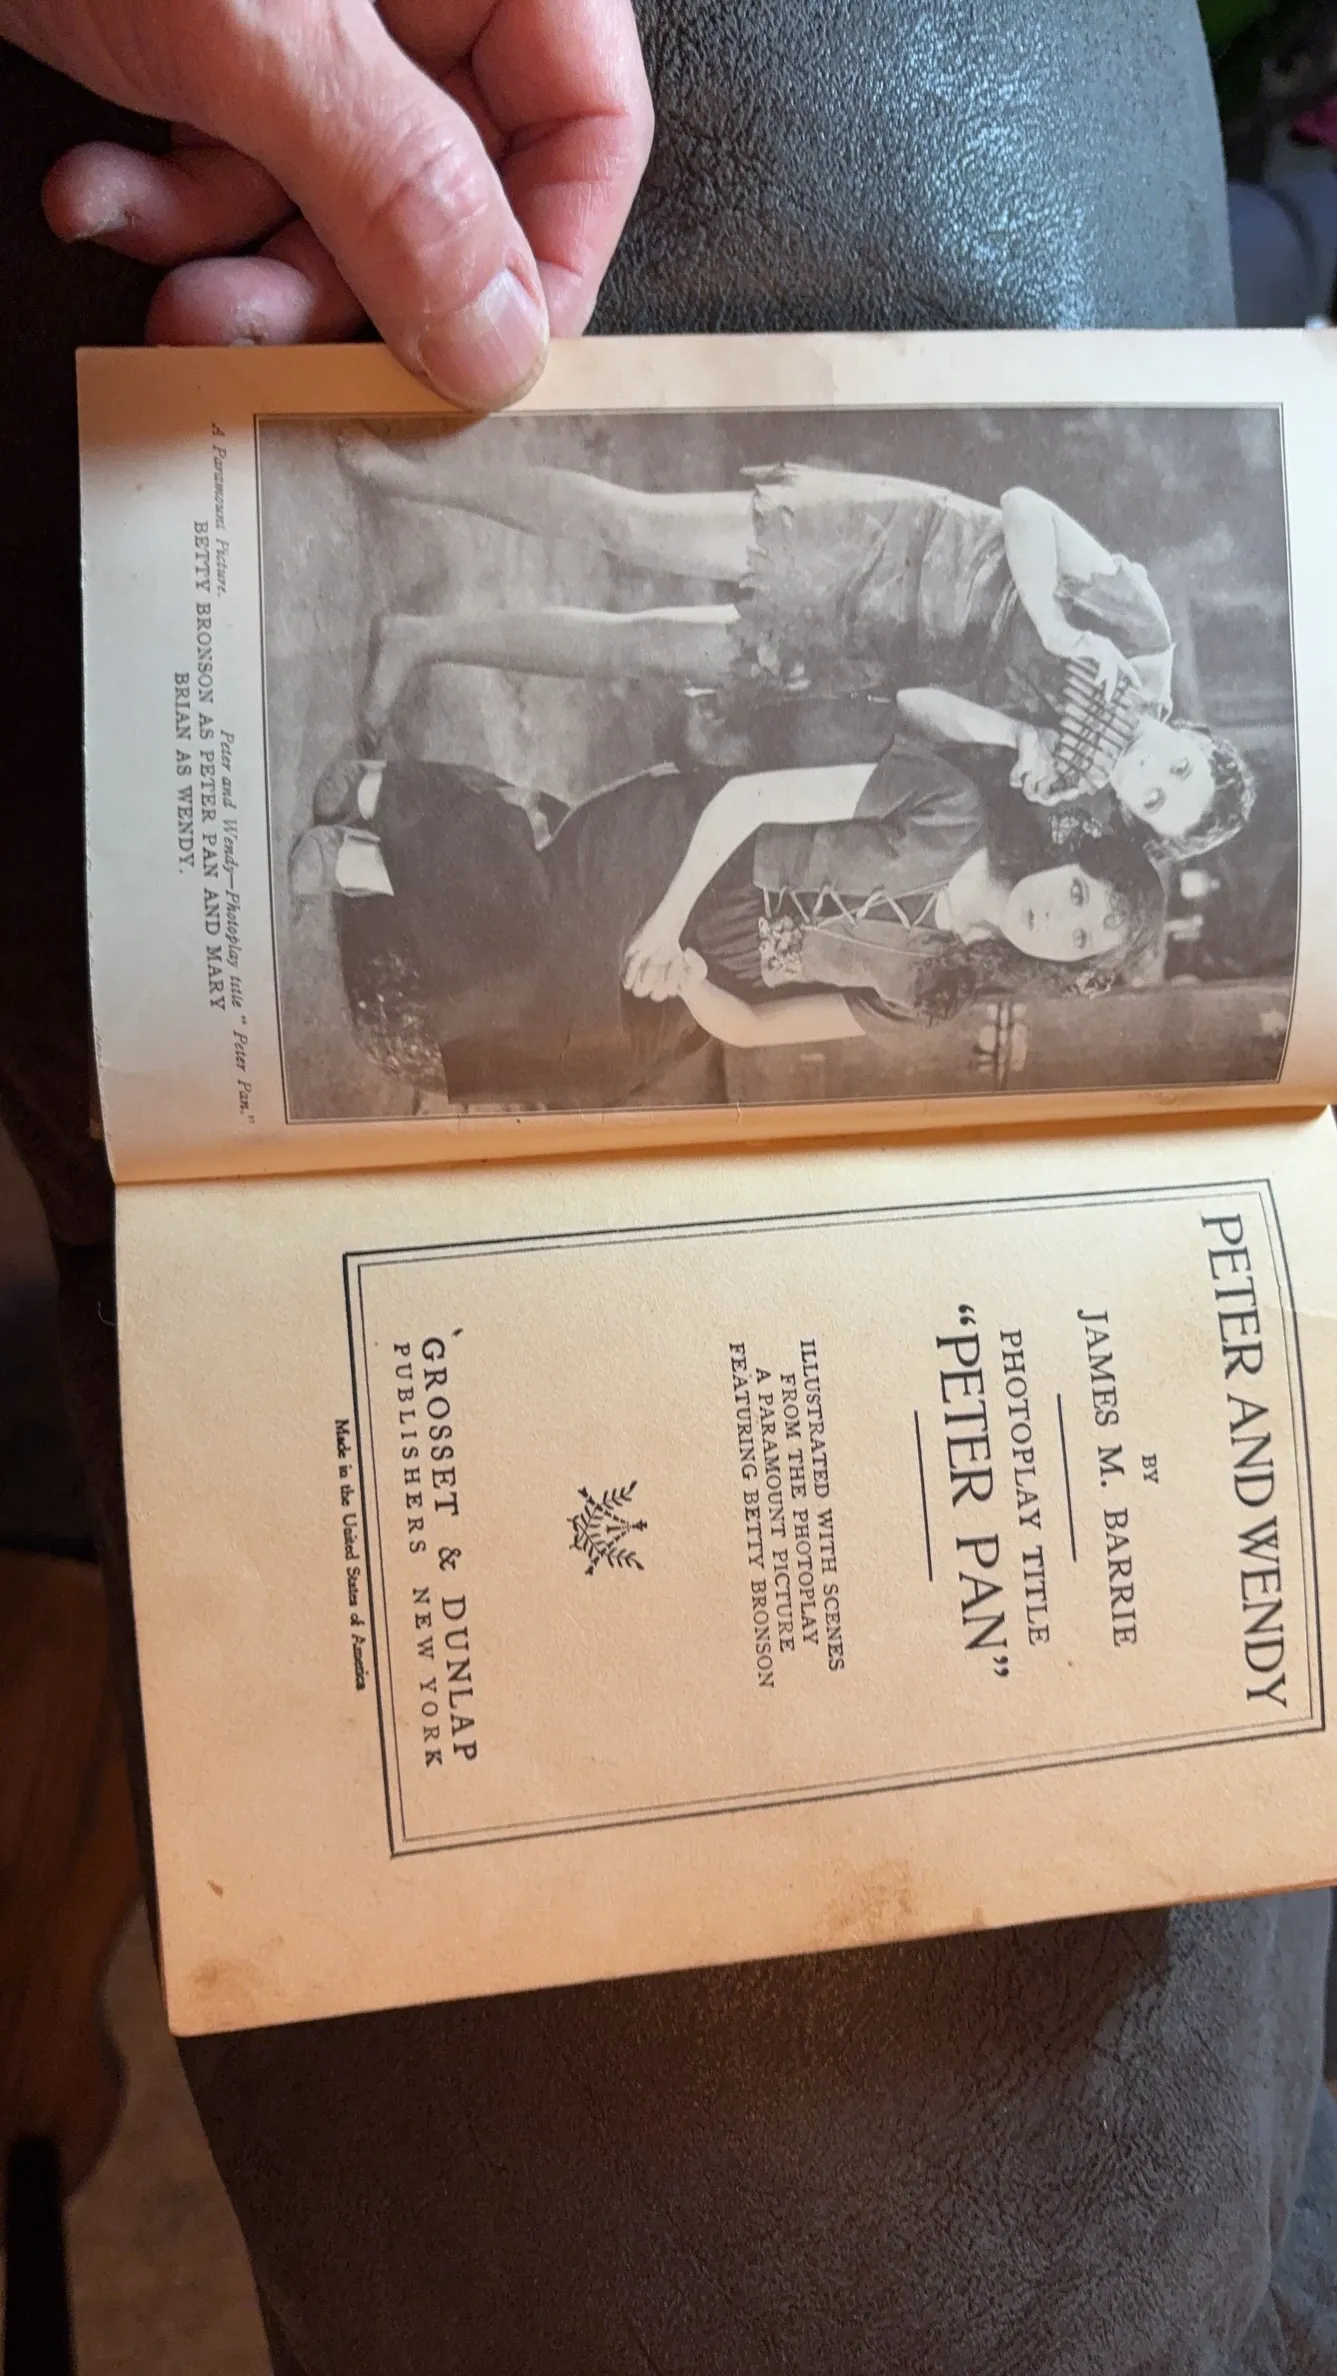 A Paramount Picture. Peter and Wendy—Photoplay title "Peter Pan."
BETTY BRONSON AS PETER PAN AND MARY
BRIAN AS WENDY.
PETER AND WENDY
BY
JAMES M. BARRIE
PHOTOPLAY TITLE
“PETER PAN”
ILLUSTRATED WITH SCENES
FROM THE PHOTOPLAY
A PARAMOUNT PICTURE
FEATURING BETTY BRONSON
GROSSET & DUNLAP
PUBLISHERS NEW YORK
Made in the United States of America